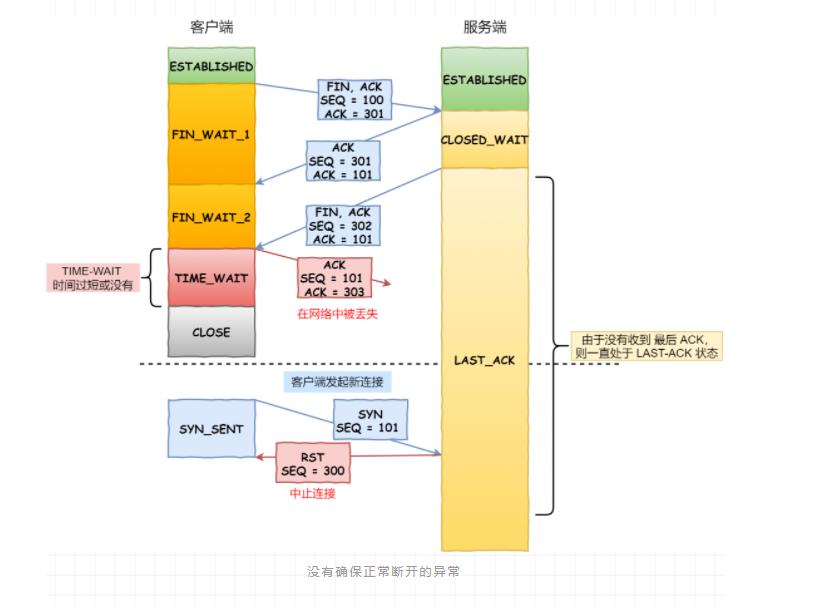 客户端
服务端
ESTABLISHED
ESTABLISHED
FIN, ACK
SEQ = 100
ACK = 301
FIN_WAIT_1
CLOSED_WAIT
ACK
SEQ = 301
ACK = 101
FIN_WAIT_2
FIN, ACK
SEQ = 302
ACK = 101
TIME-WAIT
时间过短或没有
TIME_WAIT
ACK
SEQ = 101
ACK = 303
在网络中被丢失
CLOSE
LAST_ACK
由于没有收到 最后 ACK,
则一直处于 LAST-ACK 状态
客户端发起新连接
SYN_SENT
SYN
SEQ = 101
RST
SEQ = 300
中止连接
没有确保正常断开的异常